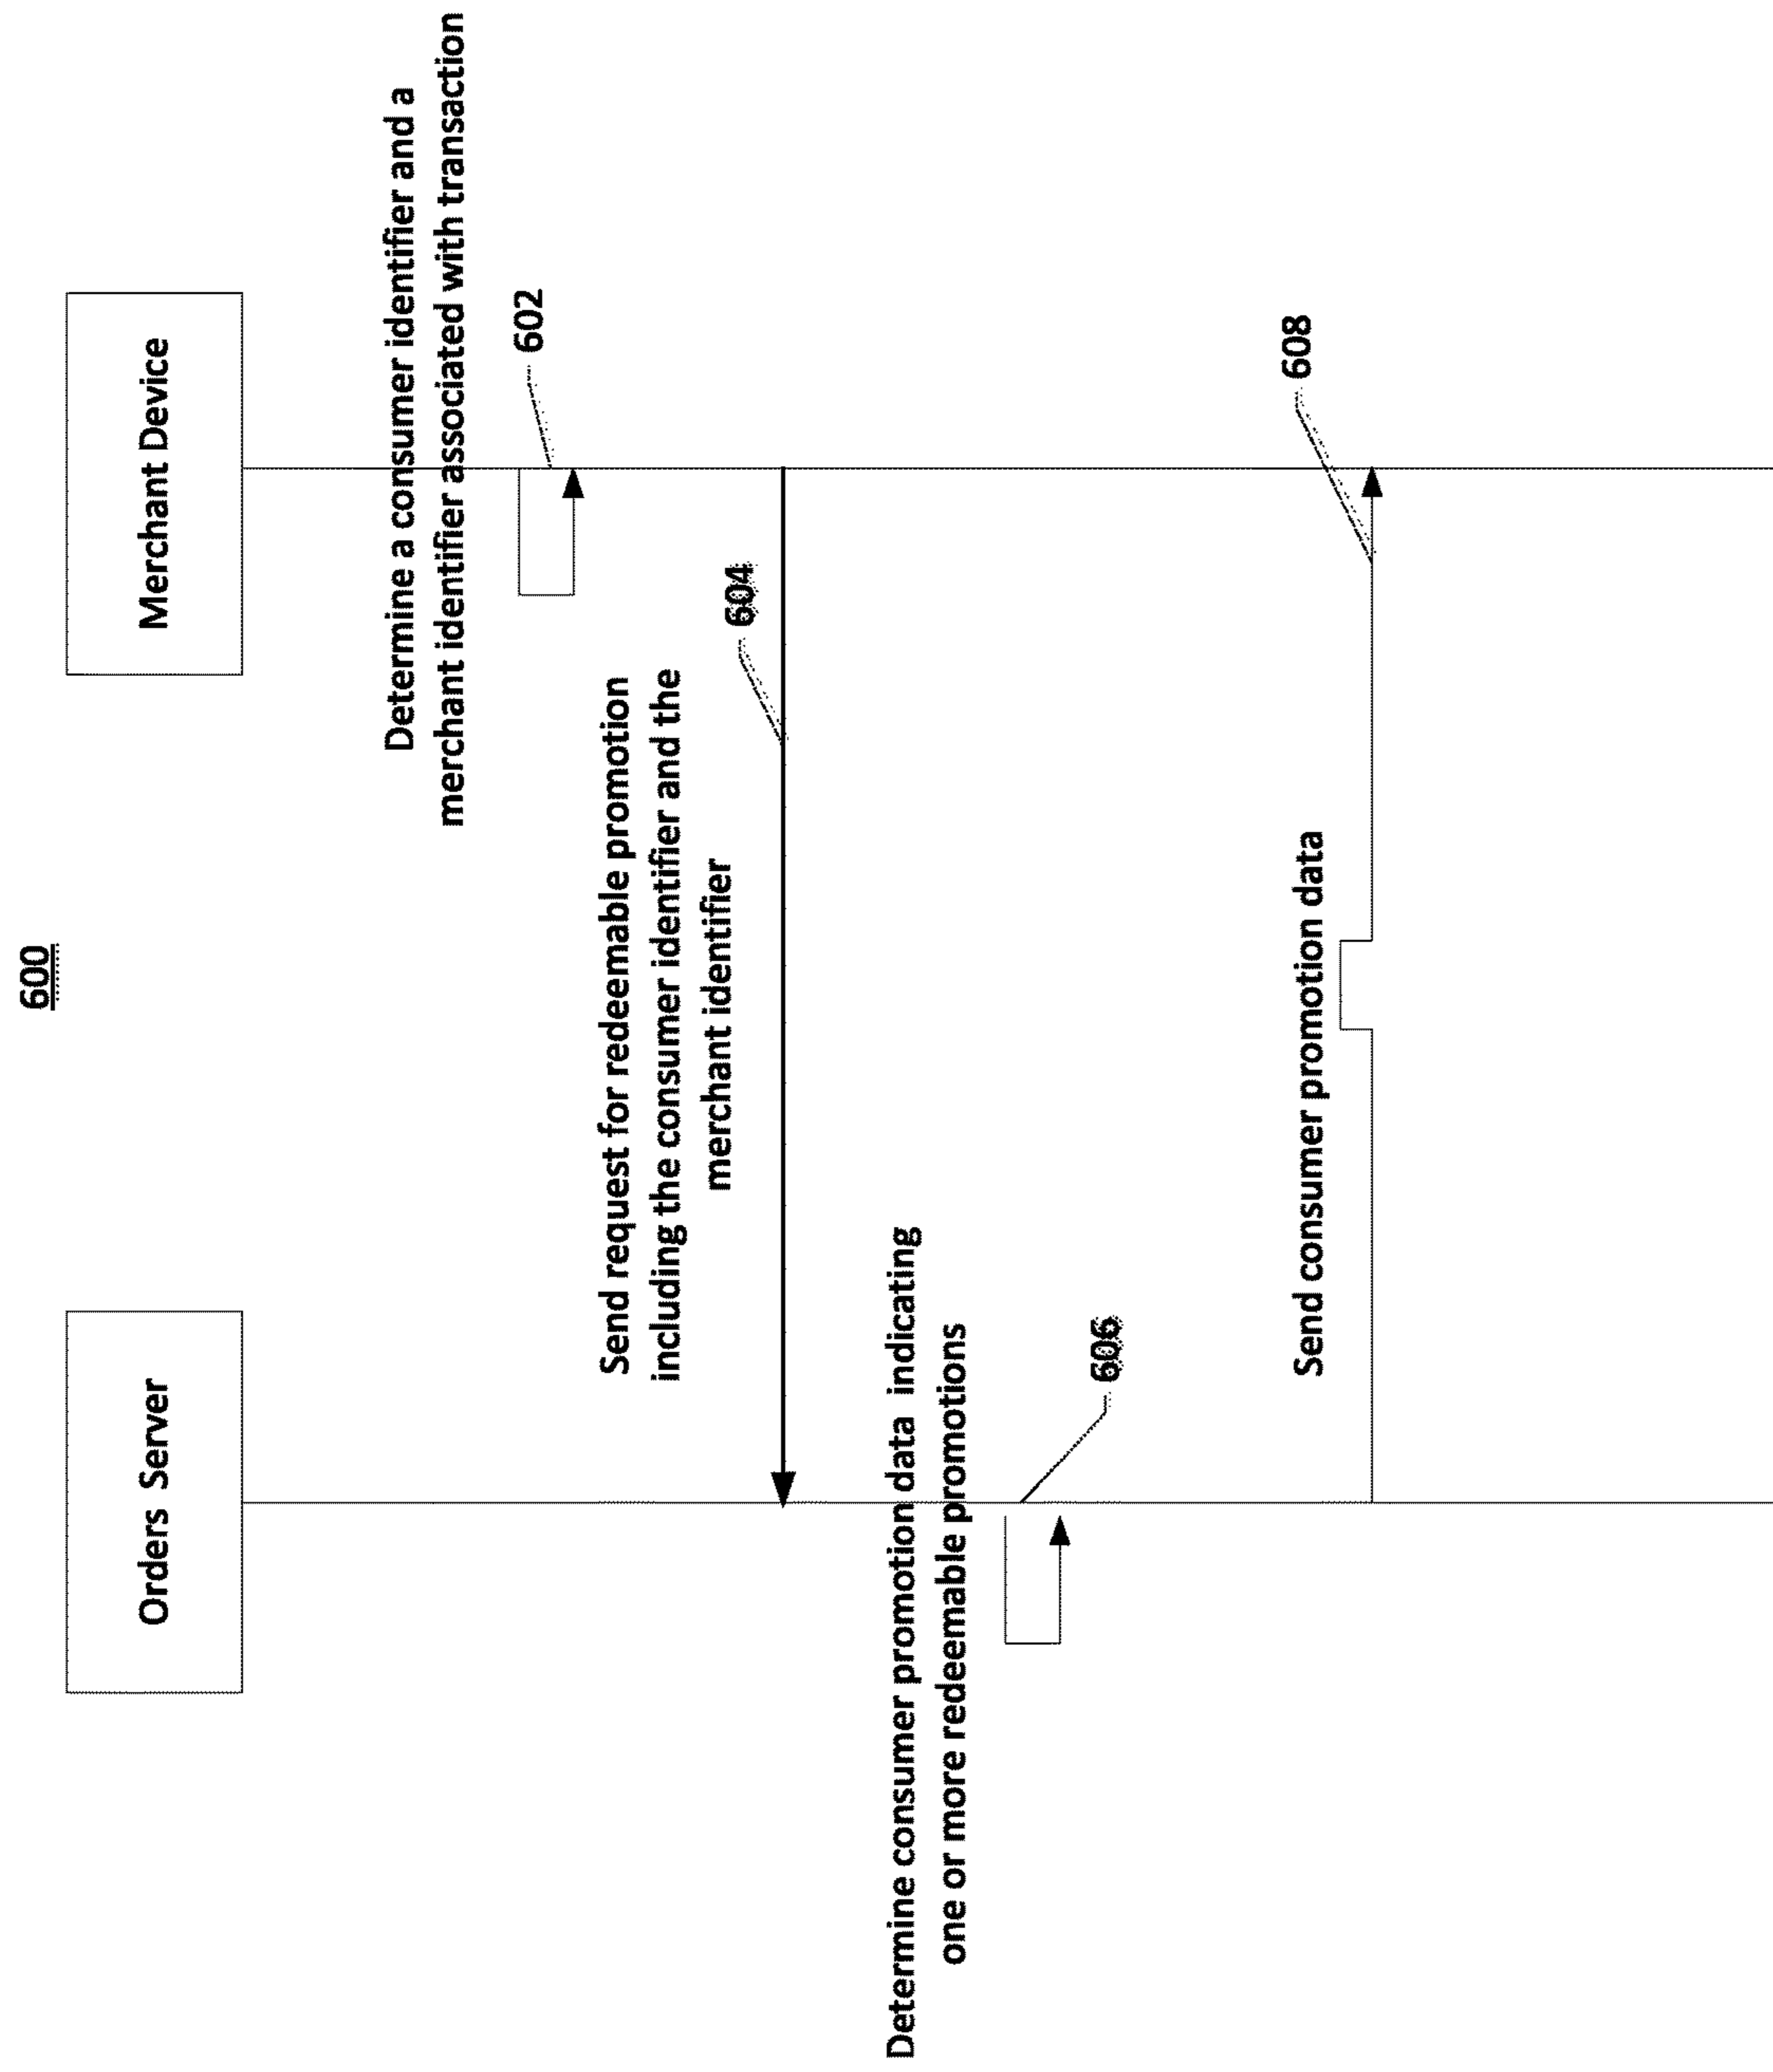 600
Orders Server
Merchant Device
Determine a consumer identifier and a
merchant identifier associated with transaction
602
Send request for redeemable promotion
including the consumer identifier and the
merchant identifier
604
Determine consumer promotion data indicating
one or more redeemable promotions
606
Send consumer promotion data
608